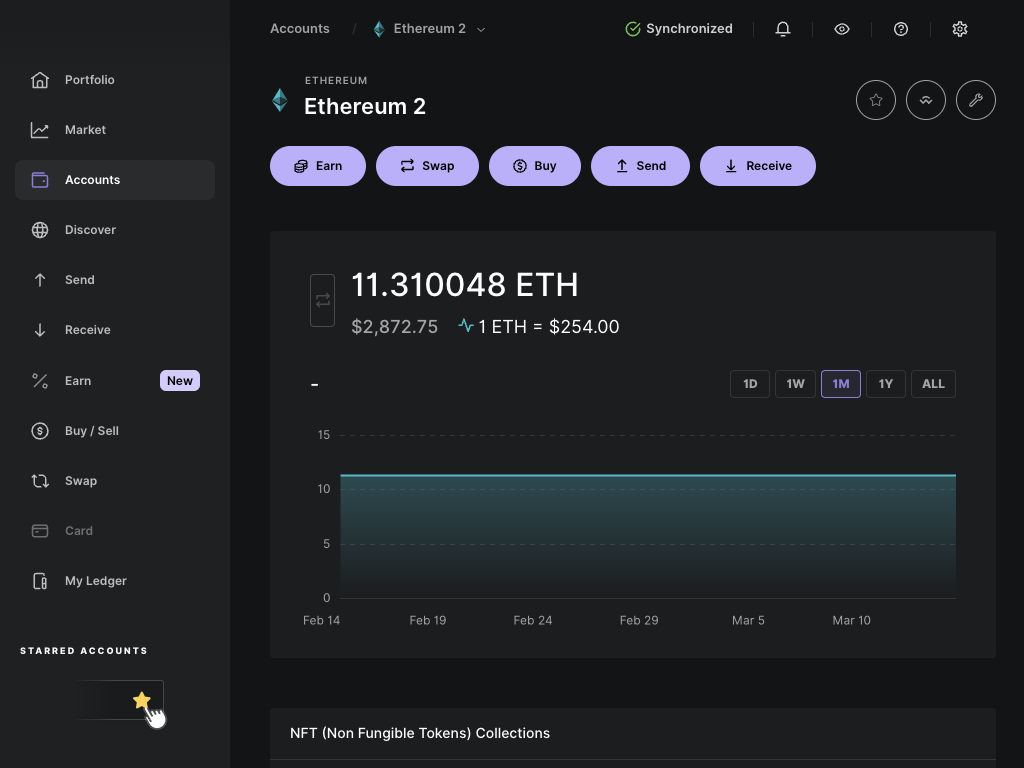 Accounts / Ethereum 2
Synchronized
Portfolio
Market
Accounts
Discover
Send
Receive
Earn New
Buy / Sell
Swap
Card
My Ledger
STARRED ACCOUNTS
ETHEREUM
Ethereum 2
Earn
Swap
Buy
Send
Receive
11.310048 ETH
$2,872.75 1 ETH = $254.00
-
1D 1W 1M 1Y ALL
15
10
5
0
Feb 14 Feb 19 Feb 24 Feb 29 Mar 5 Mar 10
NFT (Non Fungible Tokens) Collections